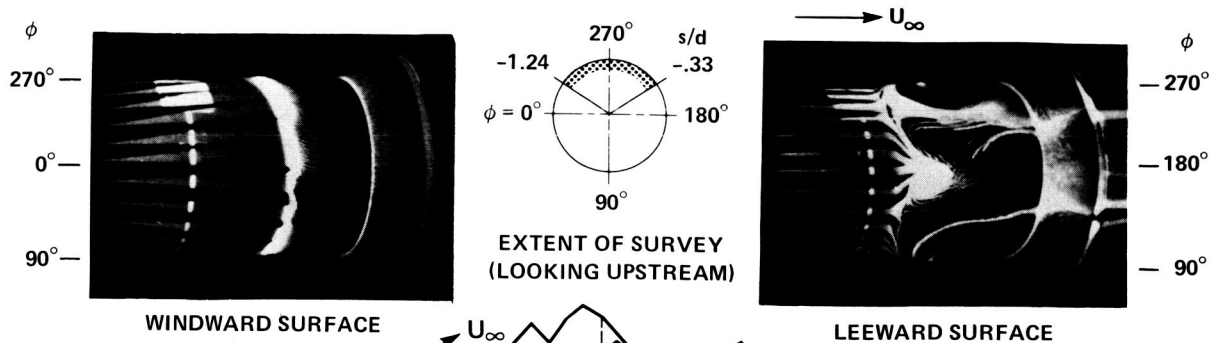 U∞
ϕ
270°
0°
90°
WINDWARD SURFACE
270°
s/d
-1.24
-.33
ϕ = 0°
180°
90°
EXTENT OF SURVEY
(LOOKING UPSTREAM)
ϕ
270°
180°
90°
LEEWARD SURFACE
U∞